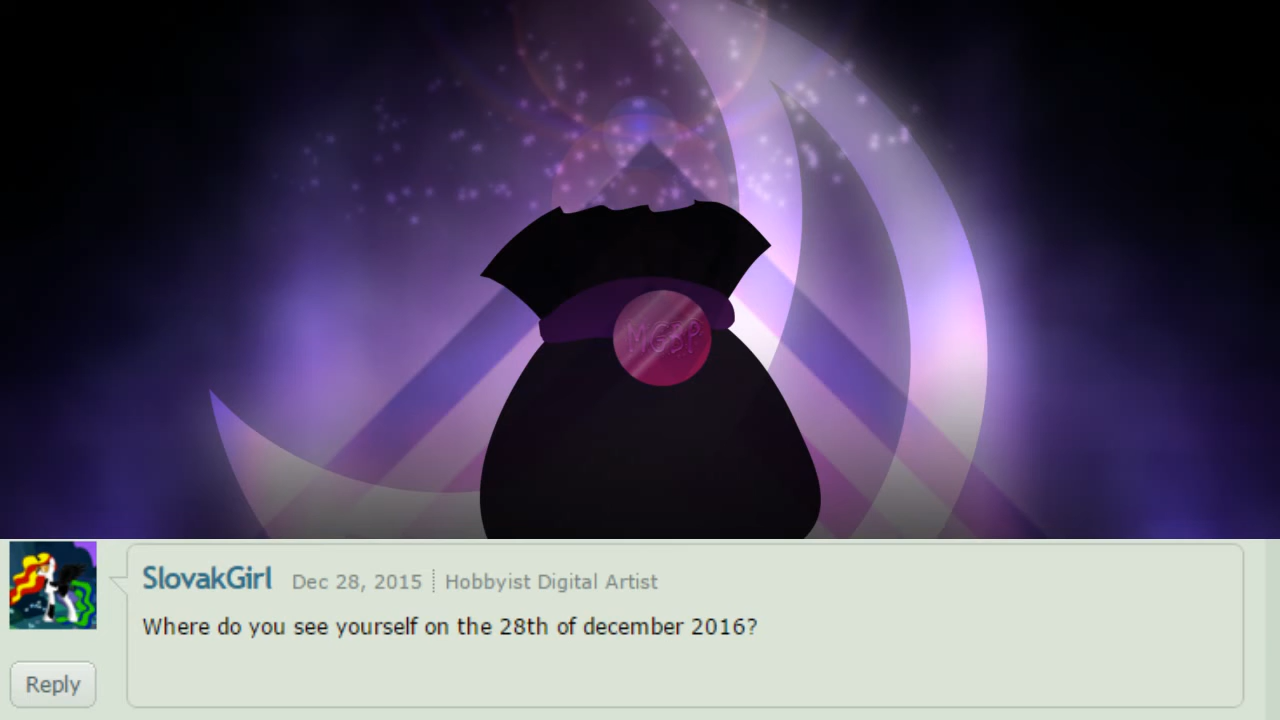 MGBP
SlovakGirl Dec 28, 2015 Hobbyist Digital Artist
Where do you see yourself on the 28th of december 2016?
Reply